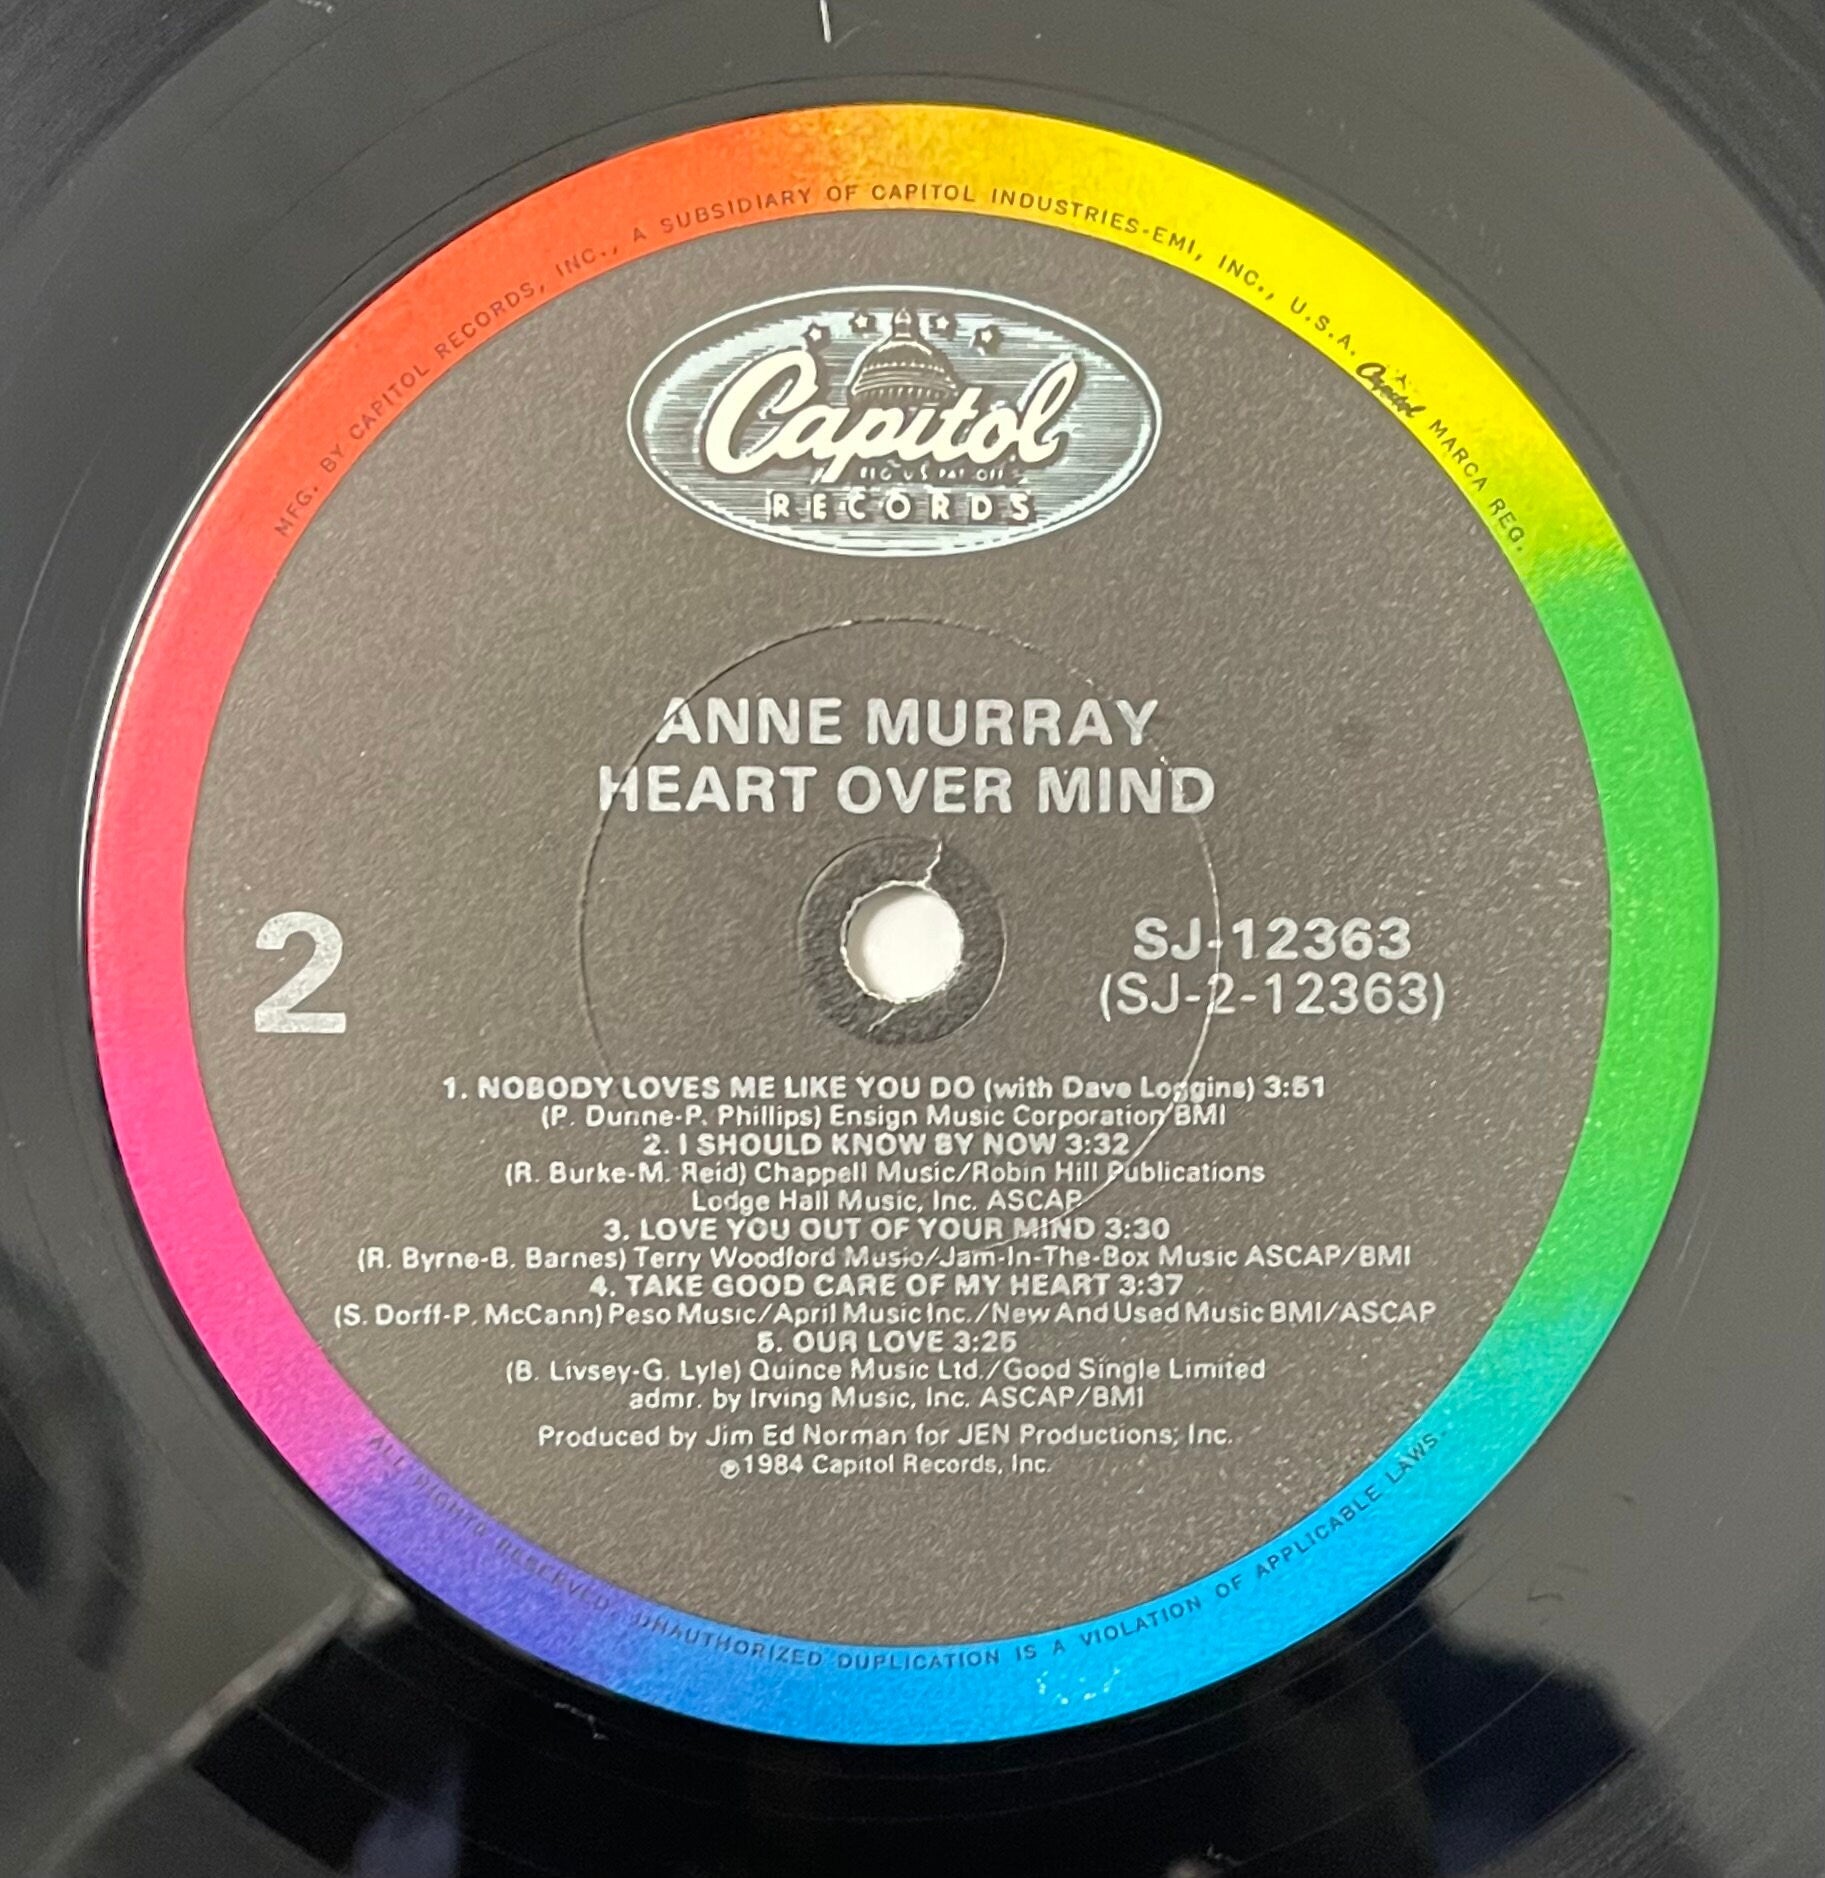 MFG. BY CAPITOL RECORDS, INC., A SUBSIDIARY OF CAPITOL INDUSTRIES-EMI, INC., U.S.A. Capitol MARCA REG.
Capitol
REG. U.S. PAT. OFF.
RECORDS
ANNE MURRAY
HEART OVER MIND
2
SJ-12363
(SJ-2-12363)
1. NOBODY LOVES ME LIKE YOU DO (with Dave Loggins) 3:51
(P. Dunne-P. Phillips) Ensign Music Corporation BMI
2. I SHOULD KNOW BY NOW 3:32
(R. Burke-M. Reid) Chappell Music/Robin Hill Publications
Lodge Hall Music, Inc. ASCAP
3. LOVE YOU OUT OF YOUR MIND 3:30
(R. Byrne-B. Barnes) Terry Woodford Music/Jam-In-The-Box Music ASCAP/BMI
4. TAKE GOOD CARE OF MY HEART 3:37
(S. Dorff-P. McCann) Peso Music/April Music Inc./New And Used Music BMI/ASCAP
5. OUR LOVE 3:25
(B. Livsey-G. Lyle) Quince Music Ltd./Good Single Limited
admr. by Irving Music, Inc. ASCAP/BMI
Produced by Jim Ed Norman for JEN Productions, Inc.
℗1984 Capitol Records, Inc.
ALL RIGHTS RESERVED. UNAUTHORIZED DUPLICATION IS A VIOLATION OF APPLICABLE LAWS.